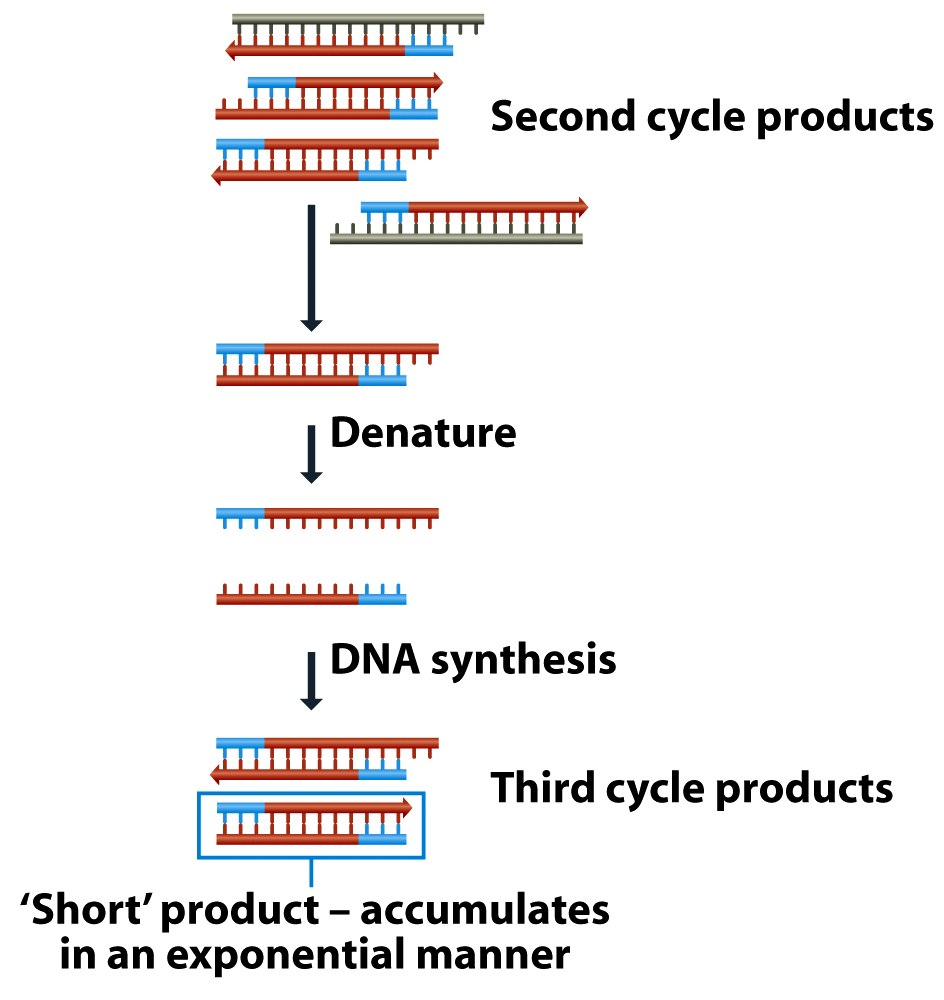 Second cycle products
Denature
DNA synthesis
Third cycle products
‘Short’ product – accumulates
in an exponential manner